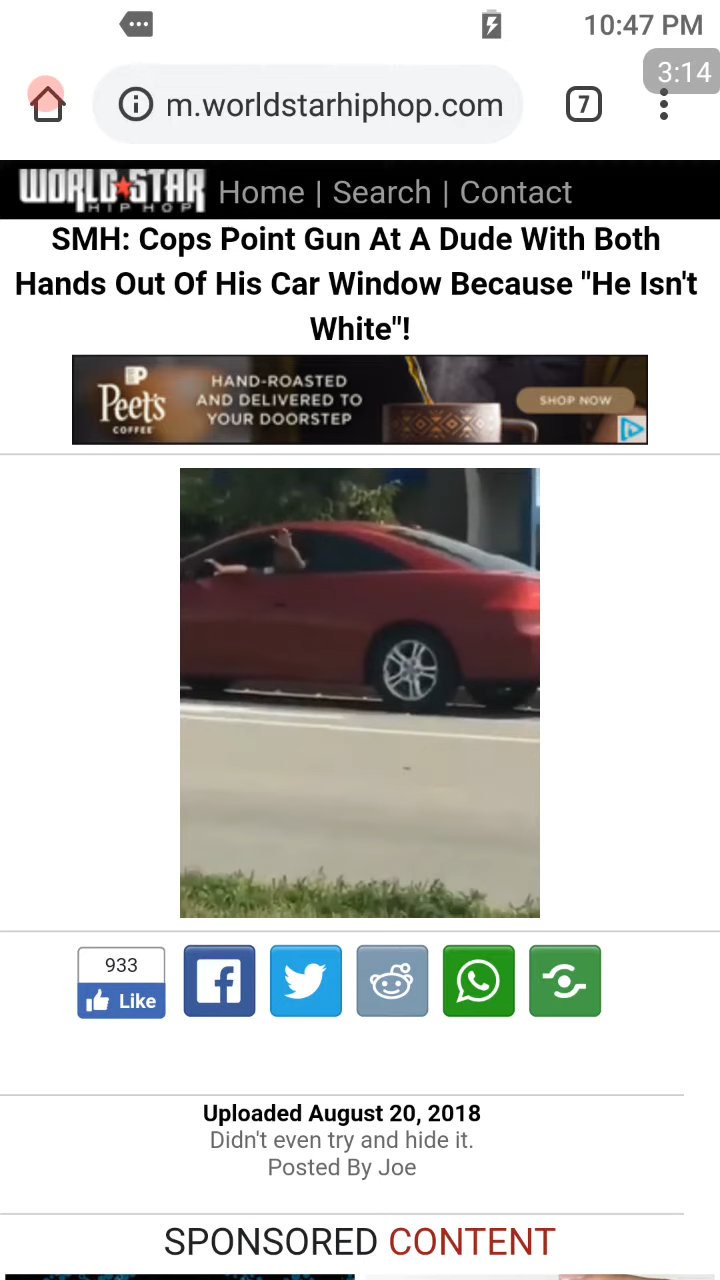 10:47 PM
3:14
m.worldstarhiphop.com
7
WORLD STAR
HIP HOP
Home | Search | Contact
SMH: Cops Point Gun At A Dude With Both
Hands Out Of His Car Window Because "He Isn't
White"!
Peet's
COFFEE
HAND-ROASTED
AND DELIVERED TO
YOUR DOORSTEP
SHOP NOW
933
Like
Uploaded August 20, 2018
Didn't even try and hide it.
Posted By Joe
SPONSORED CONTENT